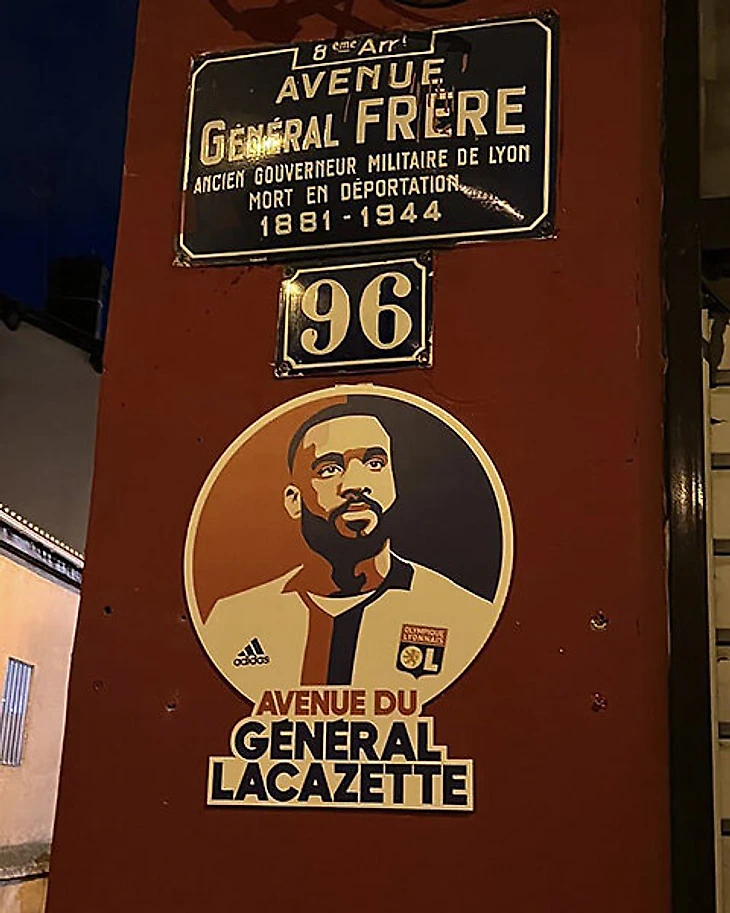 8ème Arrt
AVENUE
GÉNÉRAL FRÈRE
ANCIEN GOUVERNEUR MILITAIRE DE LYON
MORT EN DÉPORTATION
1881-1944
96
adidas
OLYMPIQUE
LYONNAIS
OL
AVENUE DU
GÉNÉRAL
LACAZETTE